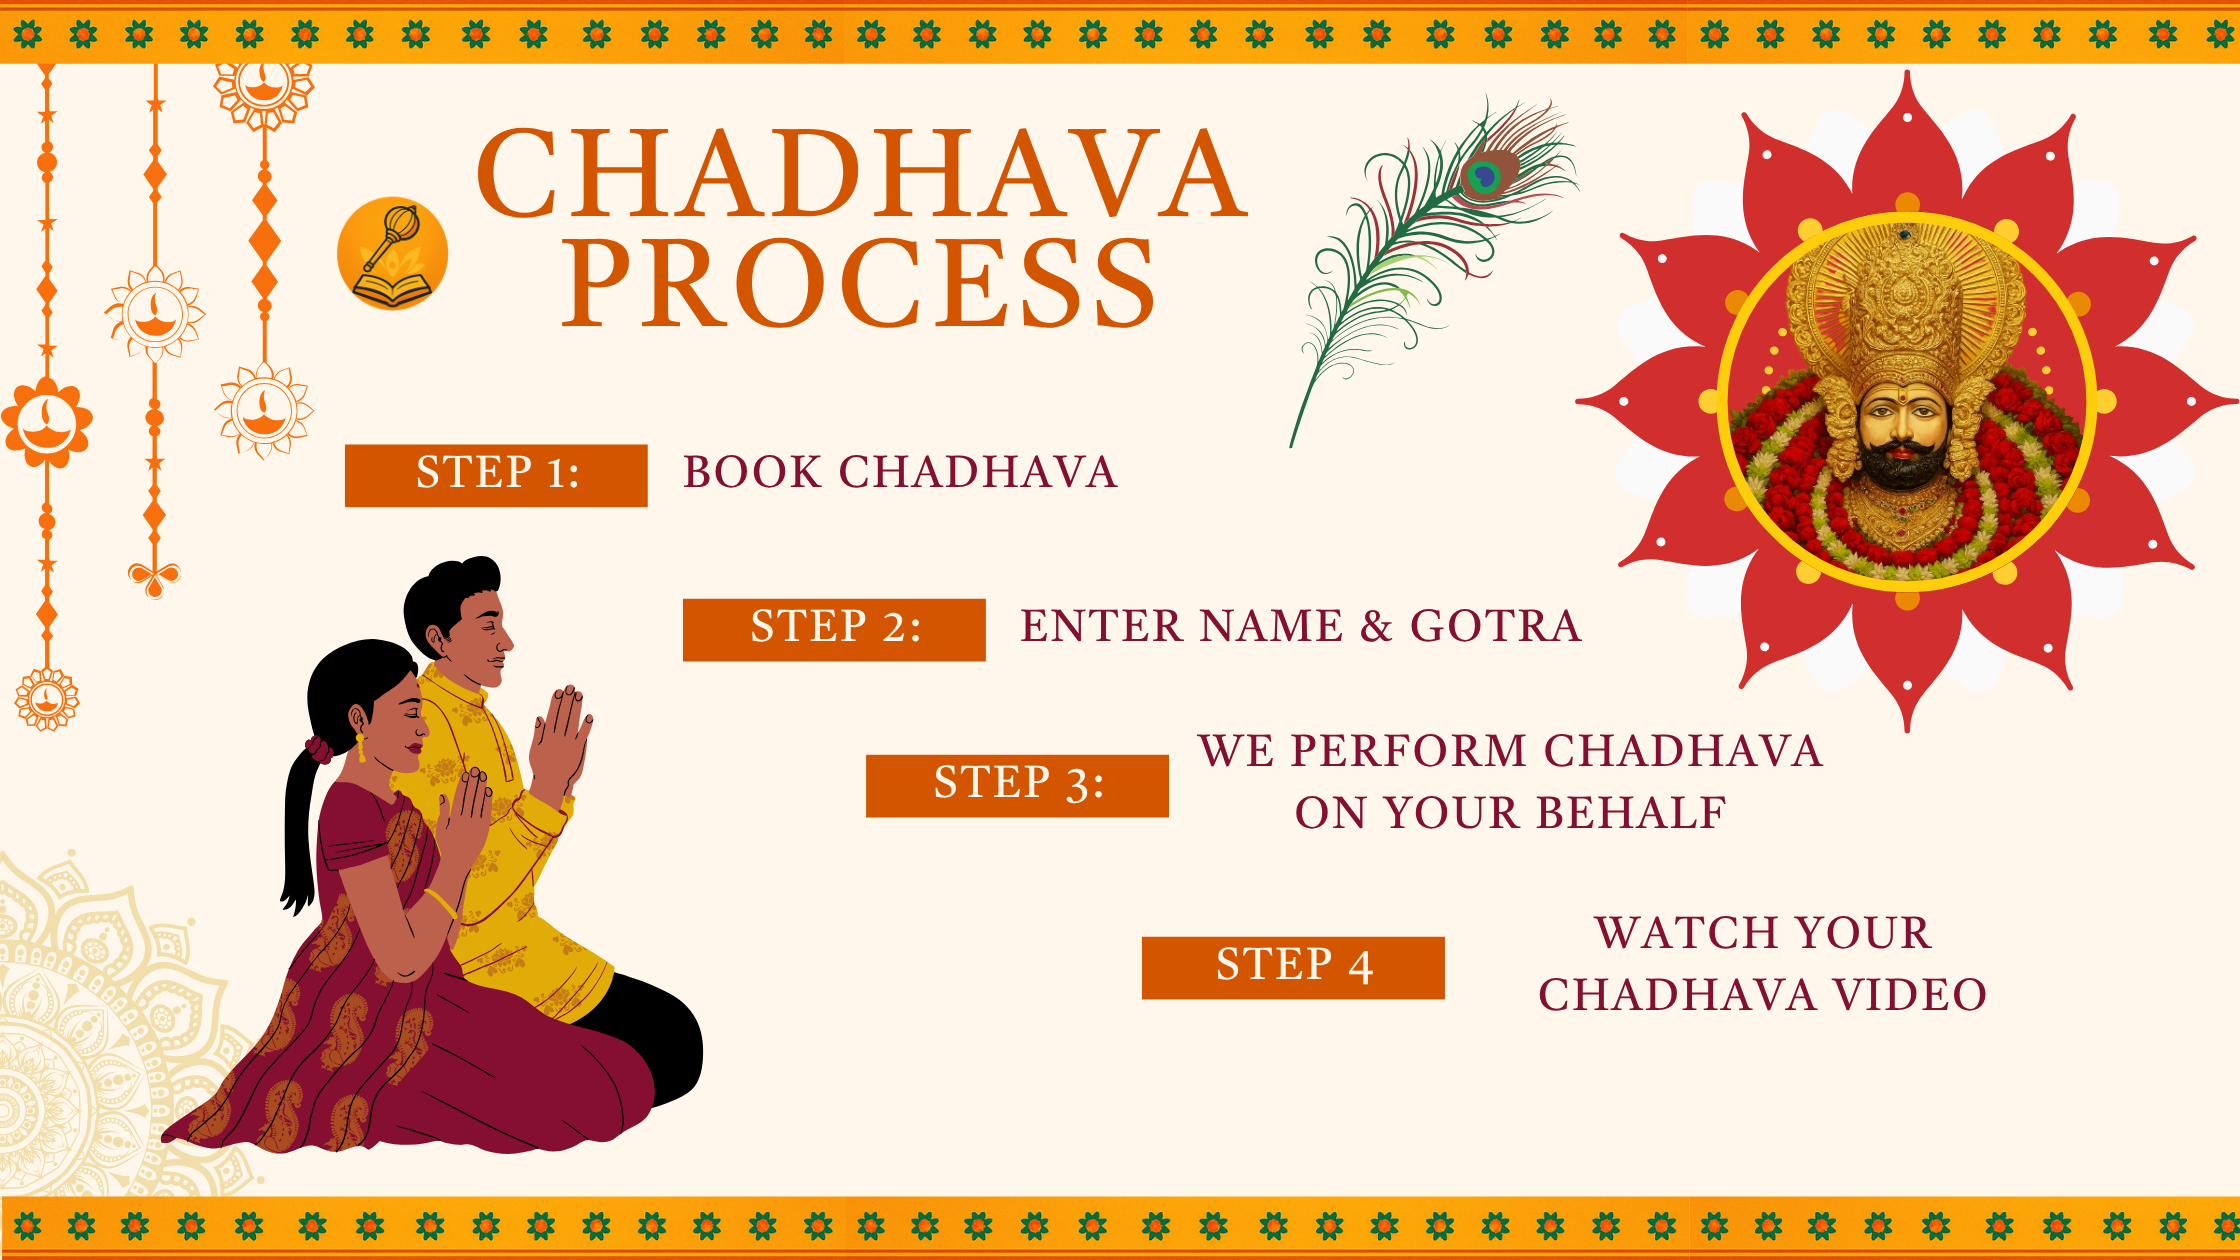 CHADHAVA
PROCESS
STEP 1:
BOOK CHADHAVA
STEP 2:
ENTER NAME & GOTRA
STEP 3:
WE PERFORM CHADHAVA
ON YOUR BEHALF
STEP 4
WATCH YOUR
CHADHAVA VIDEO